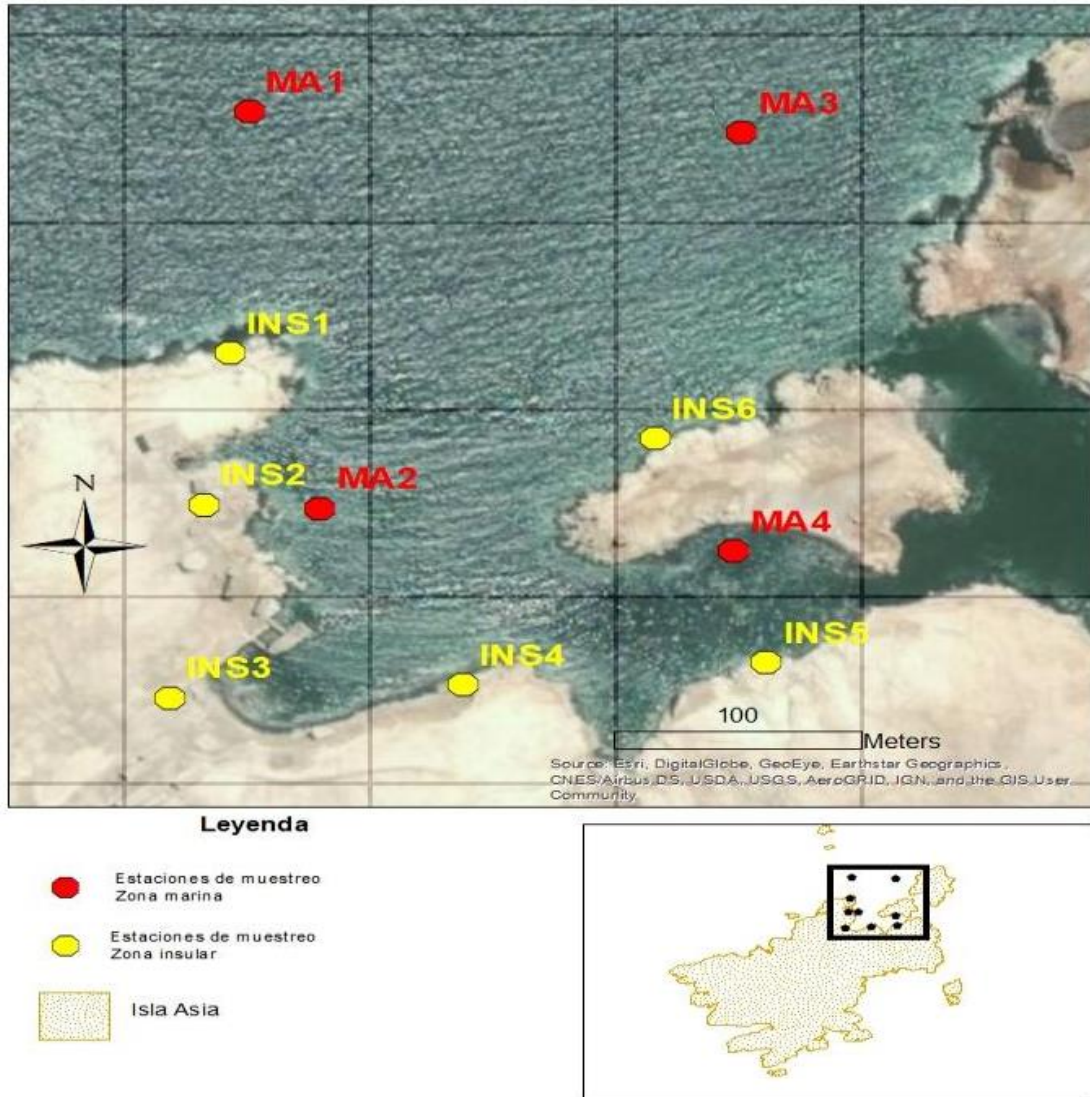 MA1
MA3
INS1
INS6
INS2
MA2
N
MA4
INS5
INS4
INS3
100
Meters
Source: Esri, DigitalGlobe, GeoEye, Earthstar Geographics,
CNES/Airbus DS, USDA, USGS, AeroGRID, IGN, and the GIS User
Community
Leyenda
Estaciones de muestreo
Zona marina
Estaciones de muestreo
Zona insular
Isla Asia